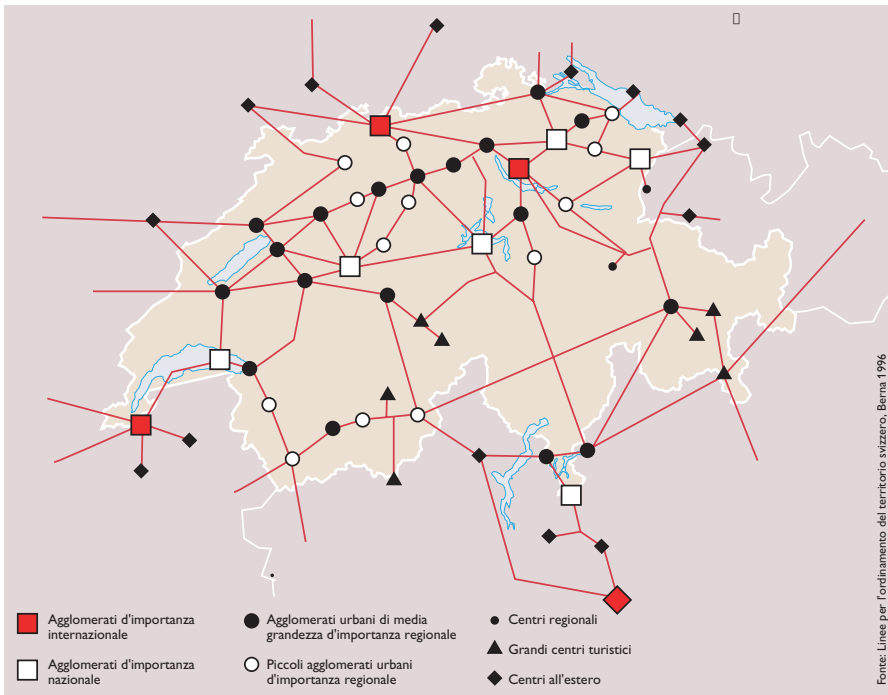 Agglomerati d'importanza
internazionale
Agglomerati d'importanza
nazionale
Agglomerati urbani di media
grandezza d'importanza regionale
Piccoli agglomerati urbani
d'importanza regionale
Centri regionali
Grandi centri turistici
Centri all'estero
Fonte: Linee per l'ordinamento del territorio svizzero, Berna 1996